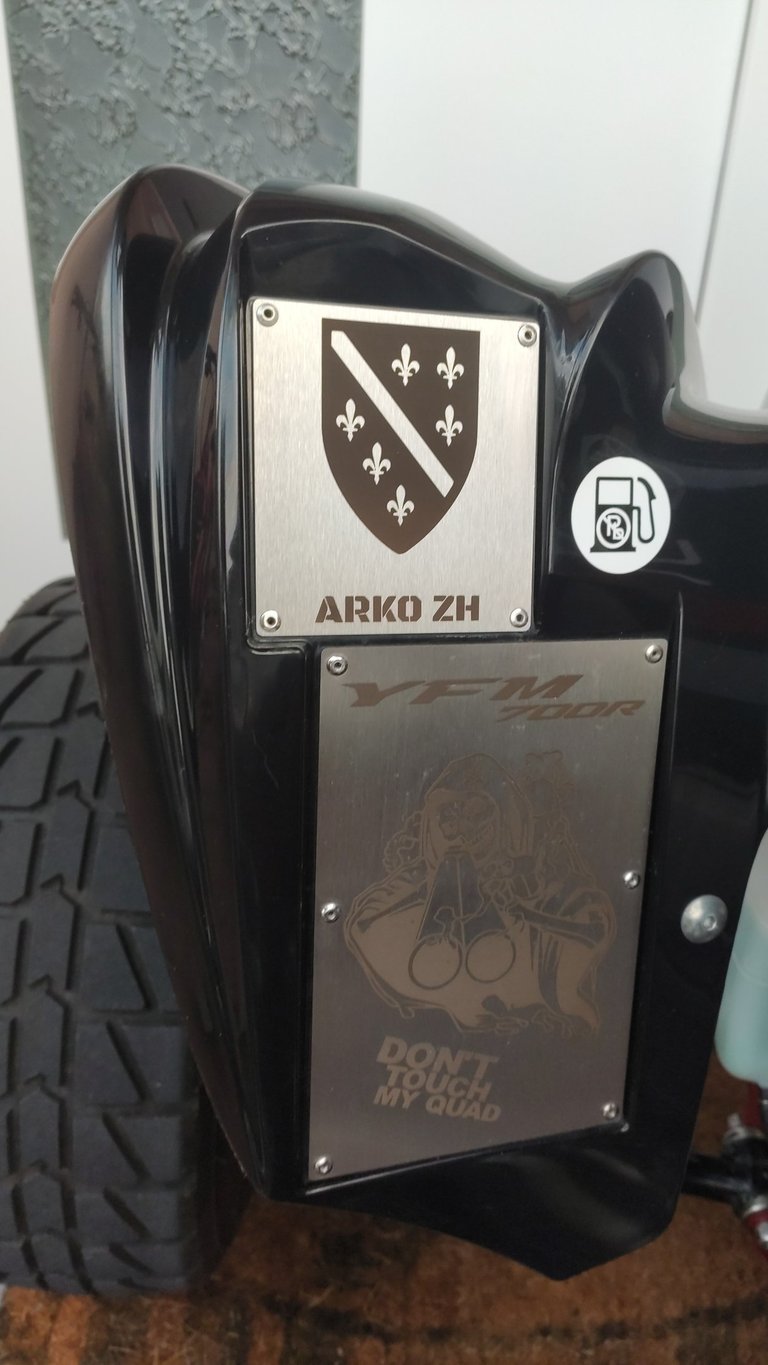 ARKO ZH
Pb
YFM
700R
DON'T
TOUCH
MY QUAD